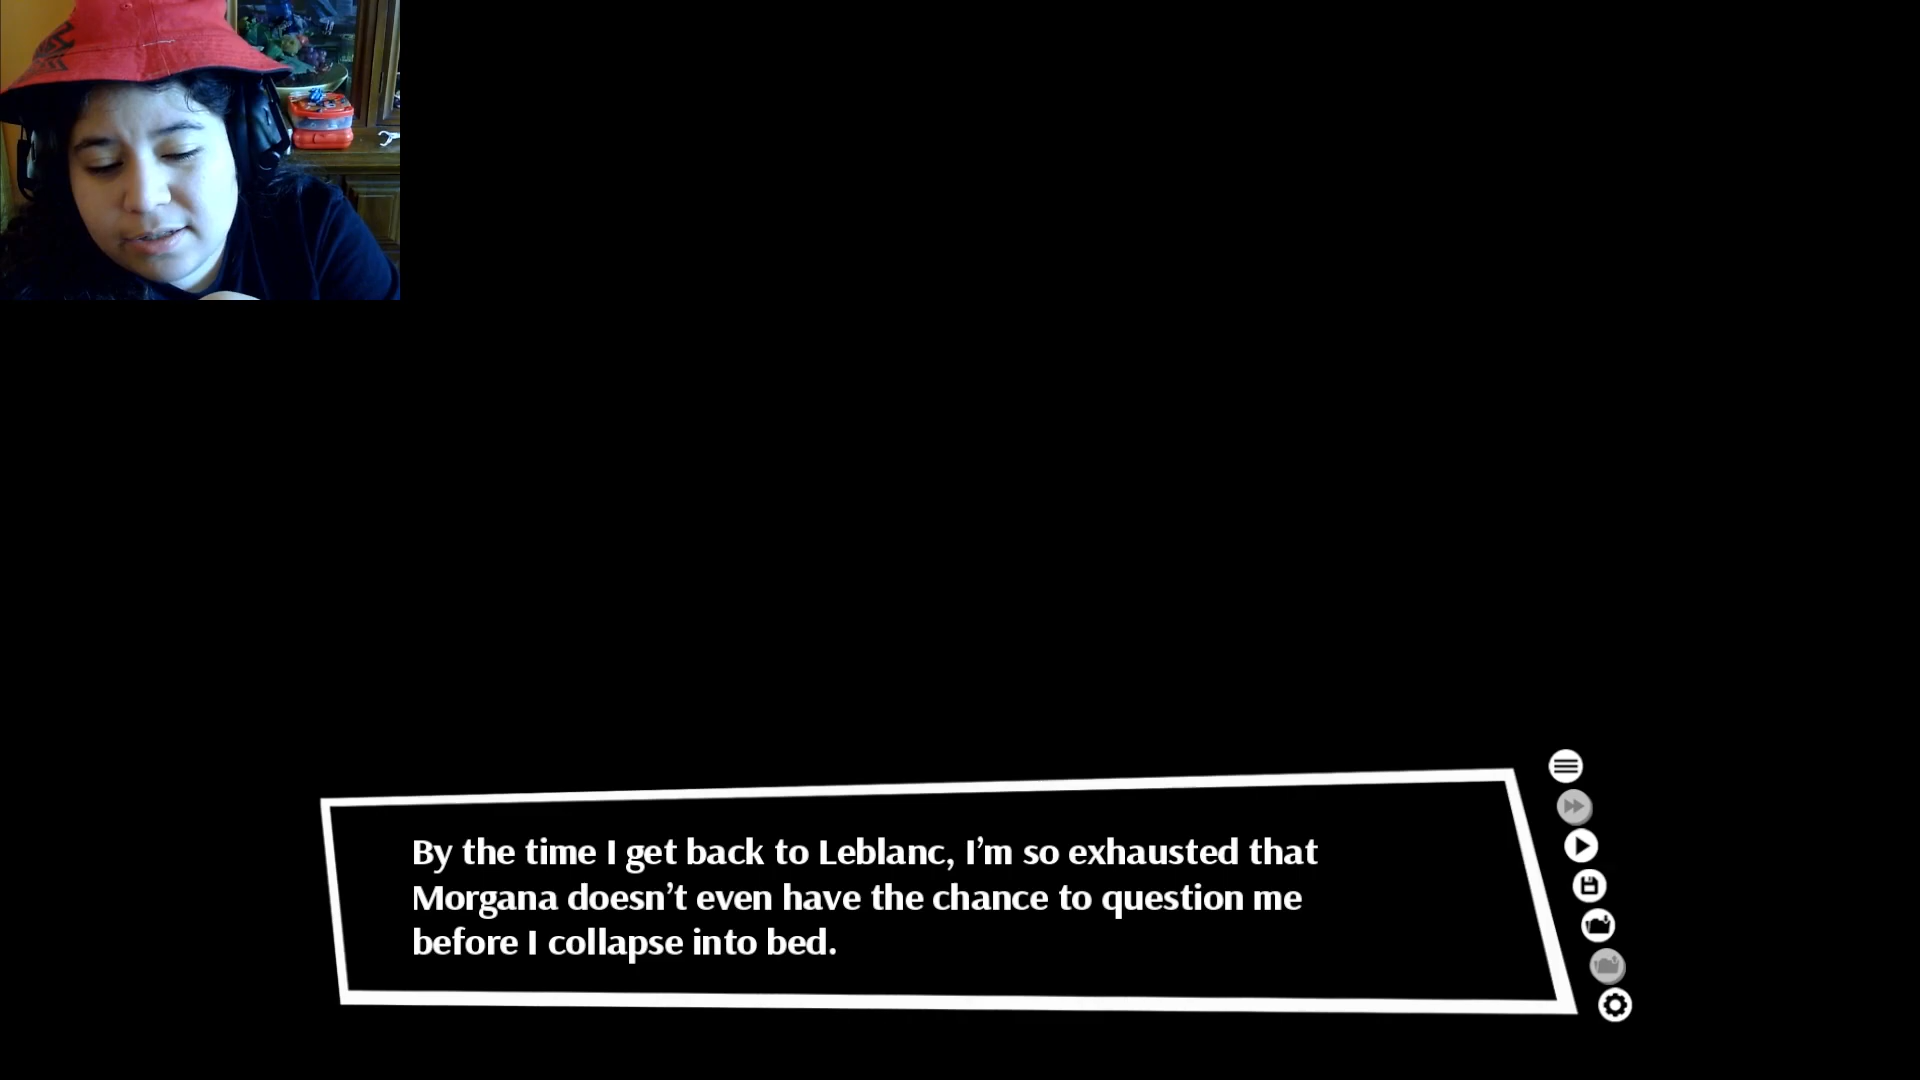 By the time I get back to Leblanc, I’m so exhausted that
Morgana doesn’t even have the chance to question me
before I collapse into bed.